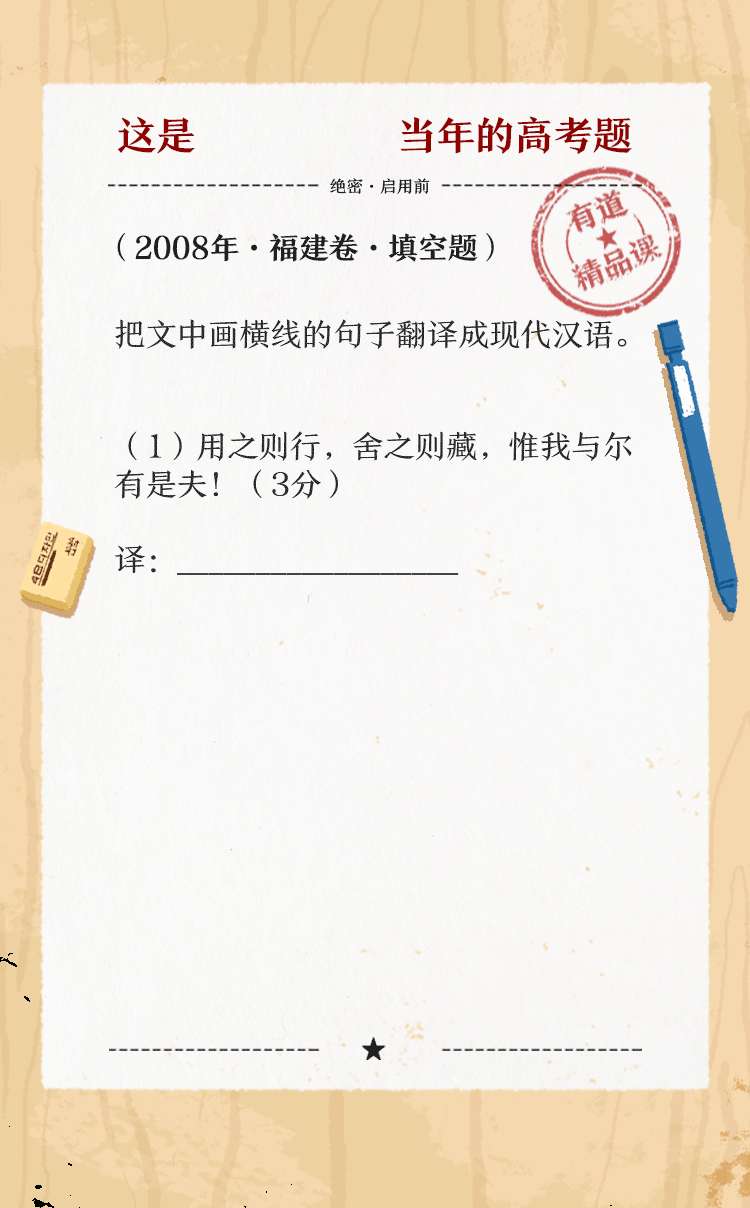 这是 当年的高考题
绝密·启用前
有道
精品课
（2008年·福建卷·填空题）
把文中画横线的句子翻译成现代汉语。
（1）用之则行，舍之则藏，惟我与尔
有是夫！（3分）
译：__________________